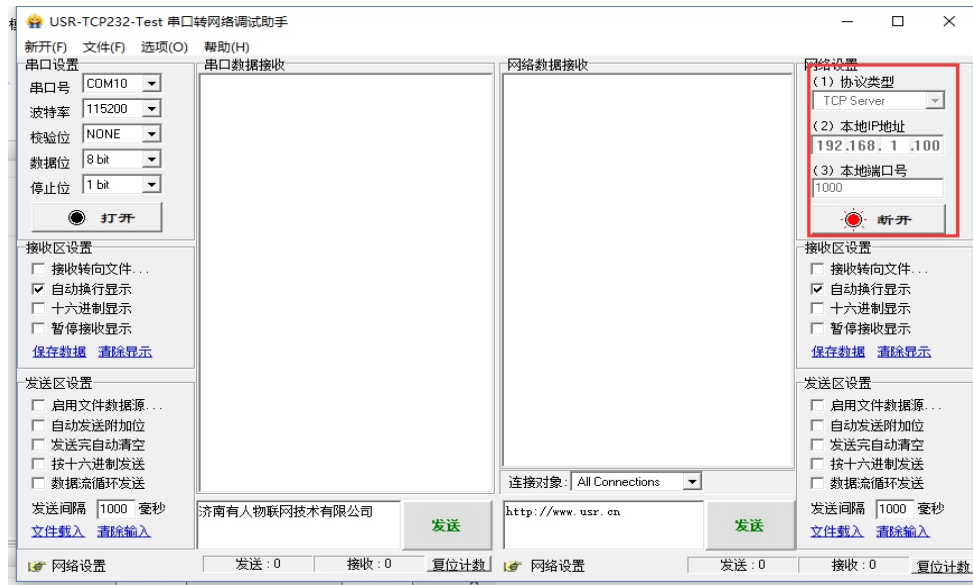 USR-TCP232-Test 串口转网络调试助手
新开(F) 文件(F) 选项(O) 帮助(H)
串口设置
串口号 COM10
波特率 115200
校验位 NONE
数据位 8 bit
停止位 1 bit
打开
接收区设置
接收转向文件...
自动换行显示
十六进制显示
暂停接收显示
保存数据 清除显示
发送区设置
启用文件数据源...
自动发送附加位
发送完自动清空
按十六进制发送
数据流循环发送
发送间隔 1000 毫秒
文件载入 清除输入
串口数据接收
济南有人物联网技术有限公司
发送
网络数据接收
连接对象: All Connections
http://www.usr.cn
发送
网络设置
(1) 协议类型
TCP Server
(2) 本地IP地址
192.168. 1 .100
(3) 本地端口号
1000
断开
接收区设置
接收转向文件...
自动换行显示
十六进制显示
暂停接收显示
保存数据 清除显示
发送区设置
启用文件数据源...
自动发送附加位
发送完自动清空
按十六进制发送
数据流循环发送
发送间隔 1000 毫秒
文件载入 清除输入
网络设置 发送 : 0 接收 : 0 复位计数 网络设置 发送 : 0 接收 : 0 复位计数